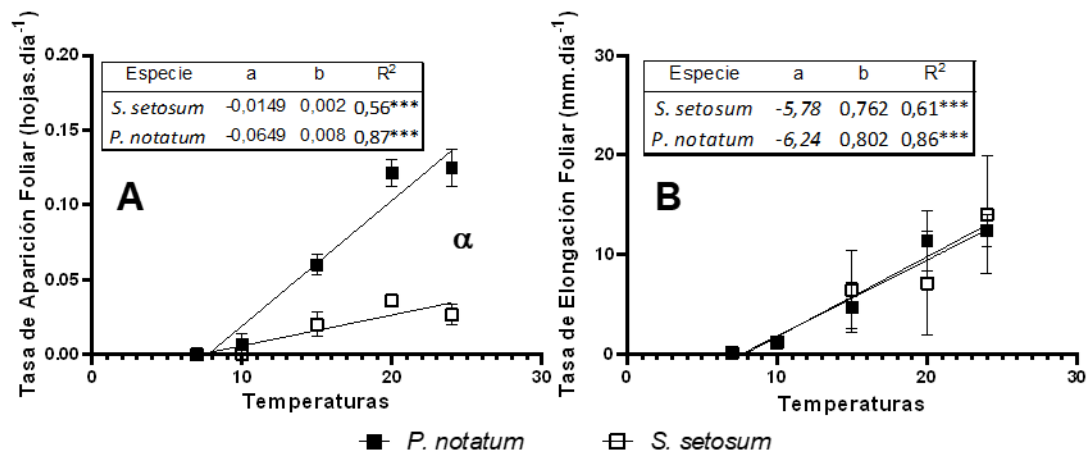 Tasa de Aparición Foliar (hojas.día-1)
0.20
0.15
0.10
0.05
0.00
Especie a b R2
S. setosum -0,0149 0,002 0,56***
P. notatum -0,0649 0,008 0,87***
A
α
0 10 20 30
Temperaturas
Tasa de Elongación Foliar (mm.día-1)
30
20
10
0
Especie a b R2
S. setosum -5,78 0,762 0,61***
P. notatum -6,24 0,802 0,86***
B
0 10 20 30
Temperaturas
P. notatum S. setosum